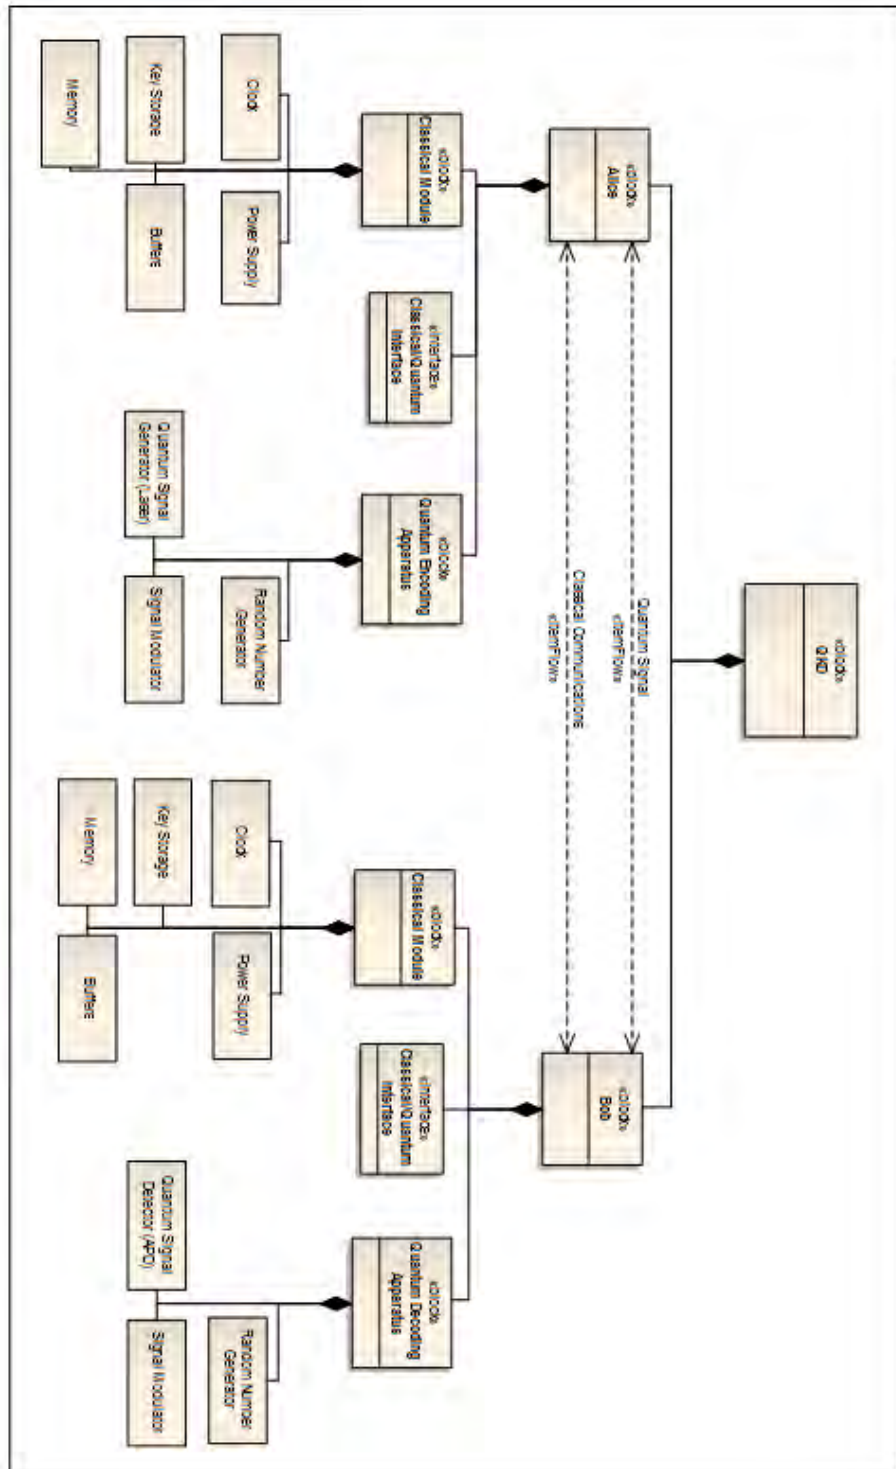 «block»
QKD
«block»
Alice
Quantum Signal
«itemFlow»
Classical Communications
«itemFlow»
«block»
Bob
«block»
Classical Module
«interface»
Classical/Quantum
Interface
«block»
Quantum Encoding
Apparatus
«block»
Classical Module
«interface»
Classical/Quantum
Interface
«block»
Quantum Decoding
Apparatus
Clock
Power Supply
Random Number
Generator
Clock
Power Supply
Random Number
Generator
Key Storage
Buffers
Quantum Signal
Generator (Laser)
Signal Modulator
Key Storage
Quantum Signal
Detector (APD)
Signal Modulator
Memory
Memory
Buffers